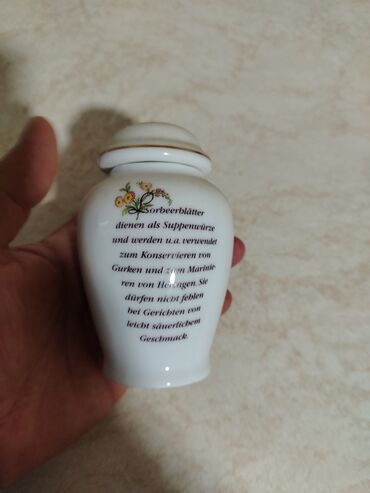 Lorbeerblätter
dienen als Suppenwürze
und werden u.a. verwendet
zum Konservieren von
Gurken und zum Marinie-
ren von Heringen. Sie
dürfen nicht fehlen
bei Gerichten von
leicht säuerlichem
Geschmack.